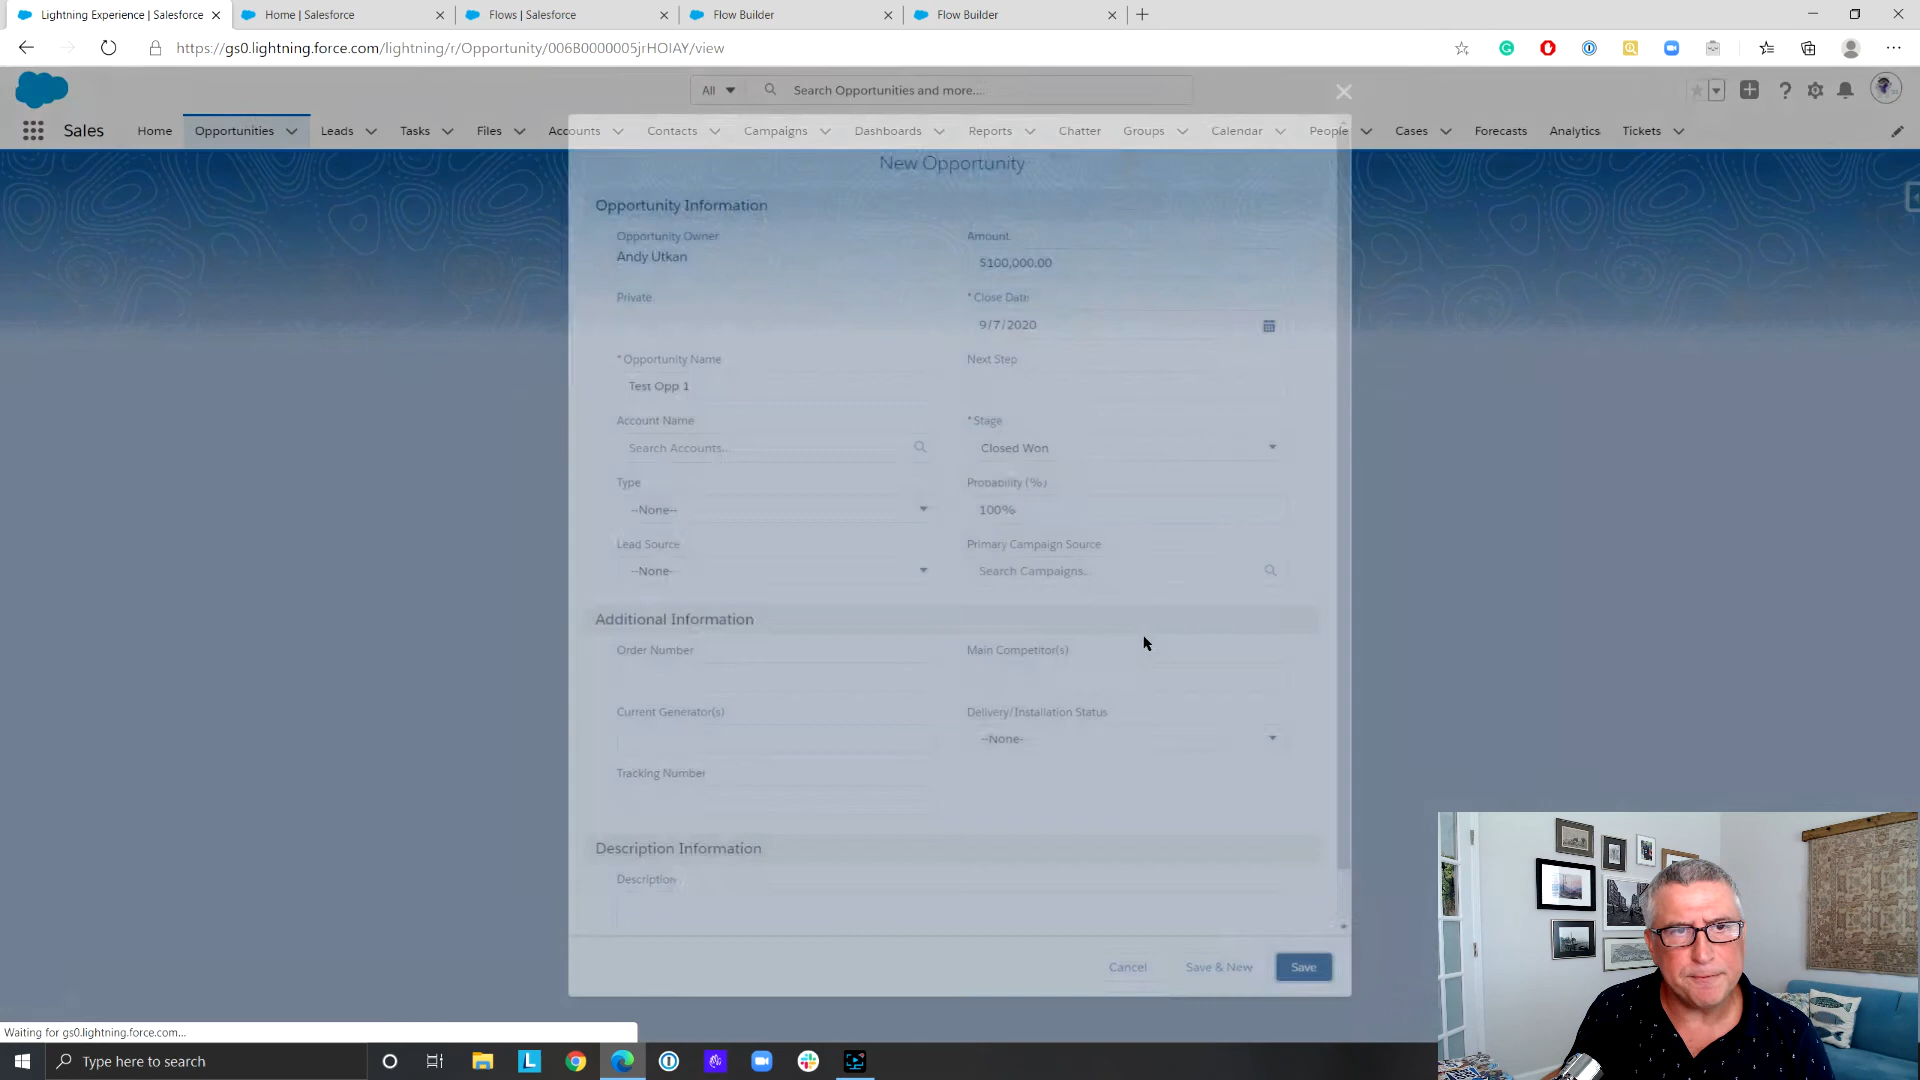 Lightning Experience | Salesforce
Home | Salesforce
Flows | Salesforce
Flow Builder
Flow Builder
https://gs0.lightning.force.com/lightning/r/Opportunity/006B0000005jrHOIAY/view
All
Search Opportunities and more....
Sales
Home
Opportunities
Leads
Tasks
Files
Accounts
Contacts
Campaigns
Dashboards
Reports
Chatter
Groups
Calendar
People
Cases
Forecasts
Analytics
Tickets
New Opportunity
Opportunity Information
Opportunity Owner
Andy Utkan
Amount
$100,000.00
Private
* Close Date
9/7/2020
* Opportunity Name
Test Opp 1
Next Step
Account Name
Search Accounts...
* Stage
Closed Won
Type
--None--
Probability (%)
100%
Lead Source
--None--
Primary Campaign Source
Search Campaigns...
Additional Information
Order Number
Main Competitor(s)
Current Generator(s)
Delivery/Installation Status
--None--
Tracking Number
Description Information
Description
Cancel
Save & New
Save
Waiting for gs0.lightning.force.com...
Type here to search